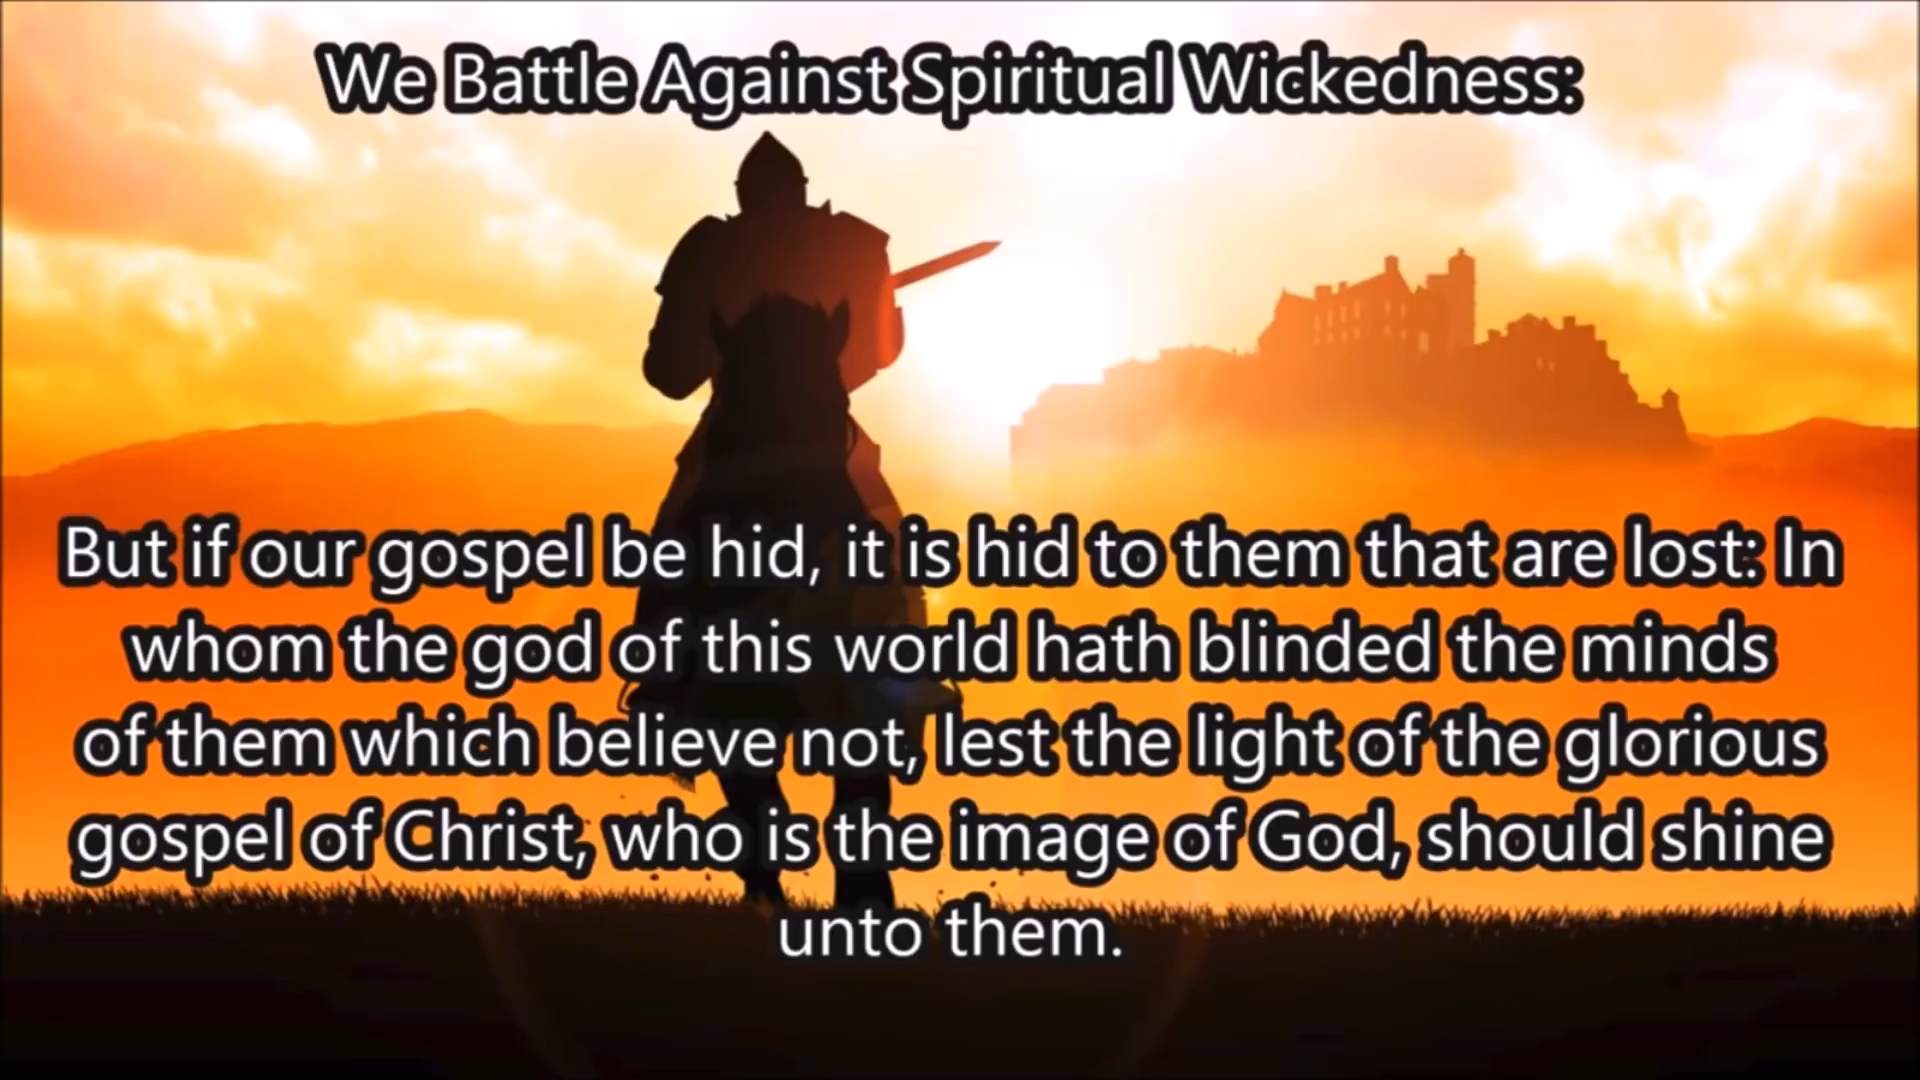 We Battle Against Spiritual Wickedness:
But if our gospel be hid, it is hid to them that are lost: In
whom the god of this world hath blinded the minds
of them which believe not, lest the light of the glorious
gospel of Christ, who is the image of God, should shine
unto them.